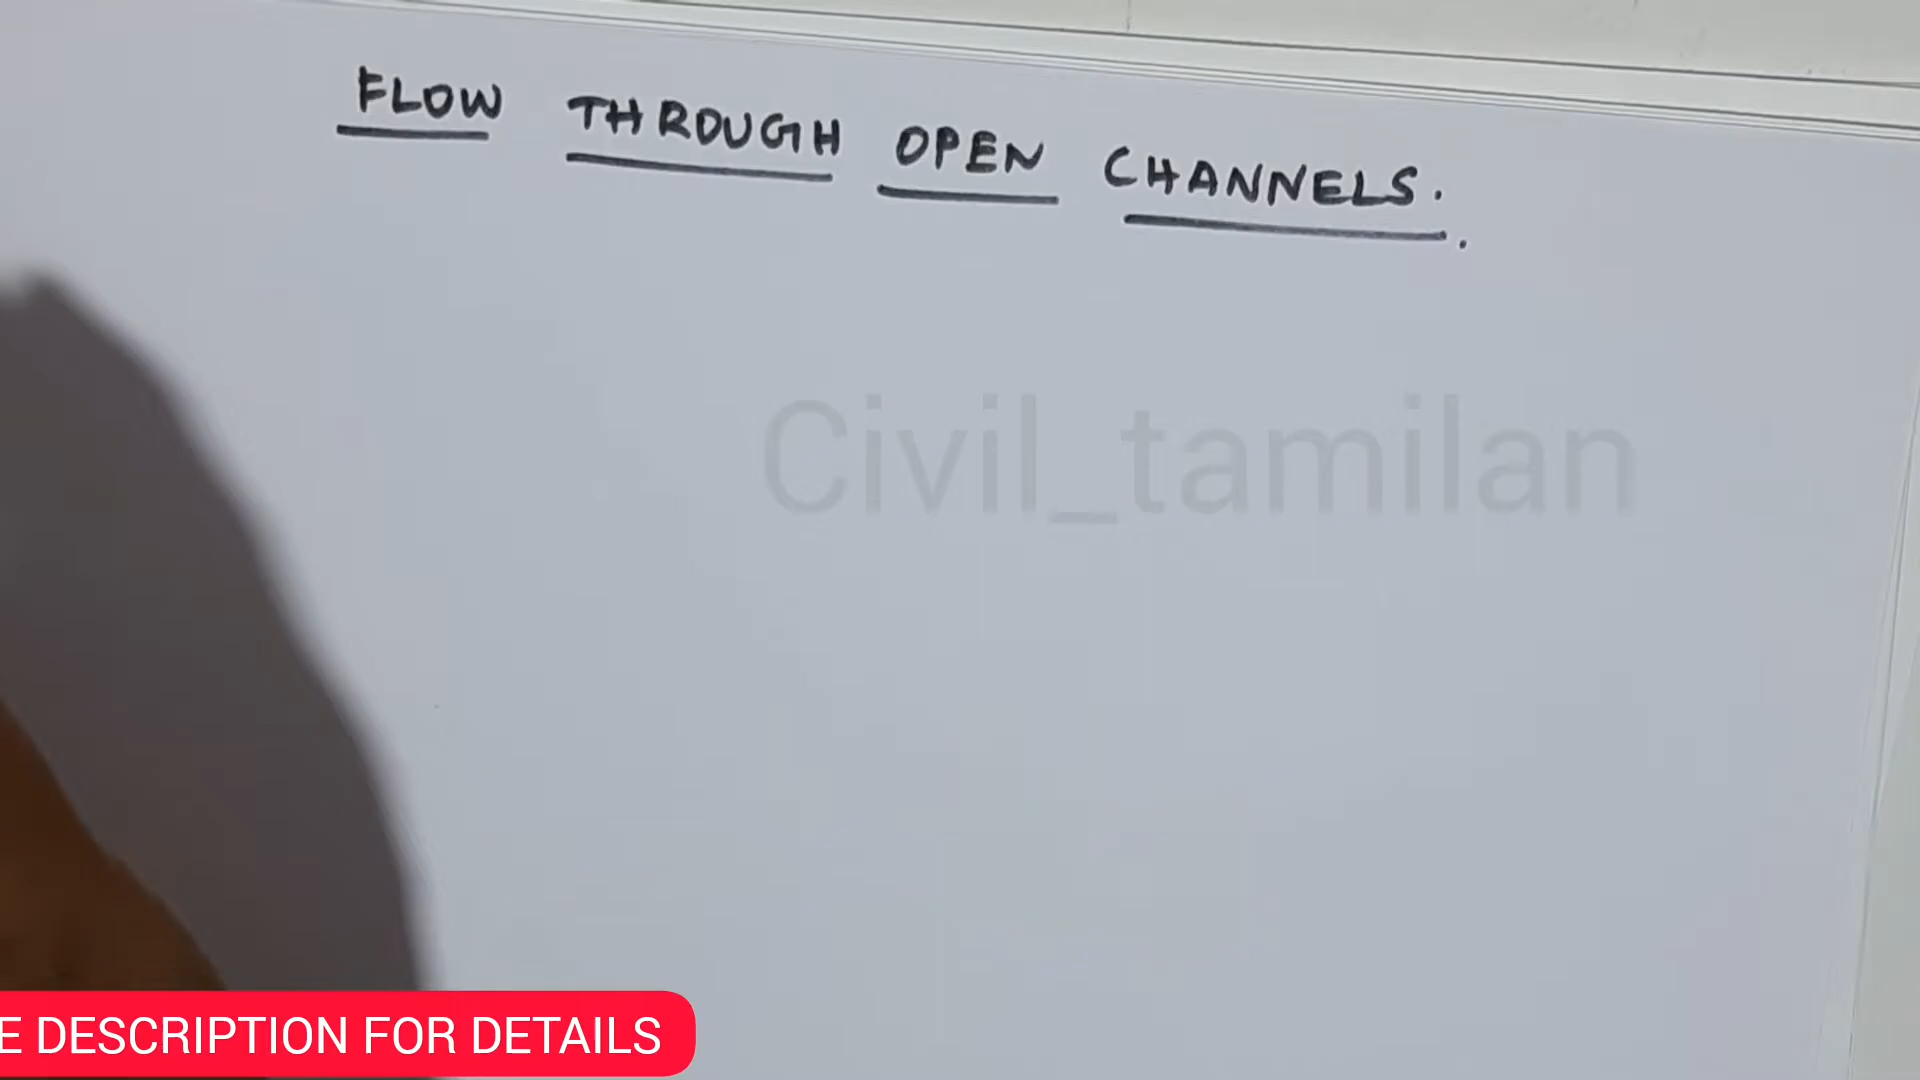 FLOW THROUGH OPEN CHANNELS.
Civil_tamilan
E DESCRIPTION FOR DETAILS